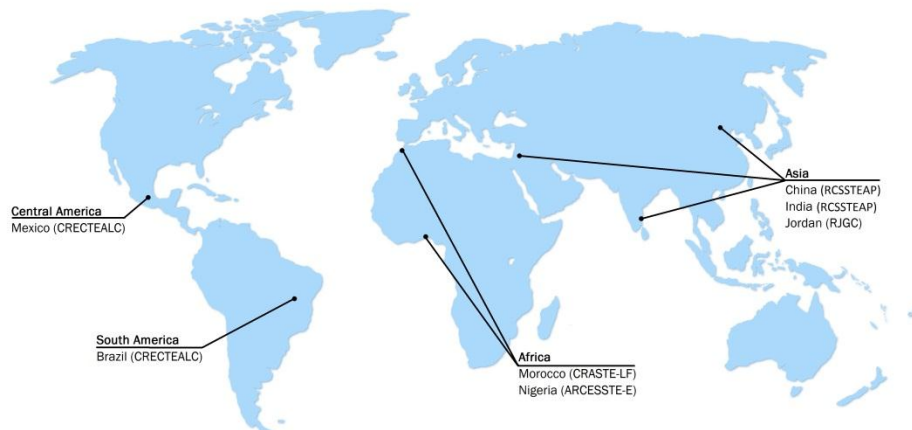 Asia
China (RCSSTEAP)
India (RCSSTEAP)
Jordan (RJGC)
Central America
Mexico (CRECTEALC)
South America
Brazil (CRECTEALC)
Africa
Morocco (CRASTE-LF)
Nigeria (ARCESSTE-E)